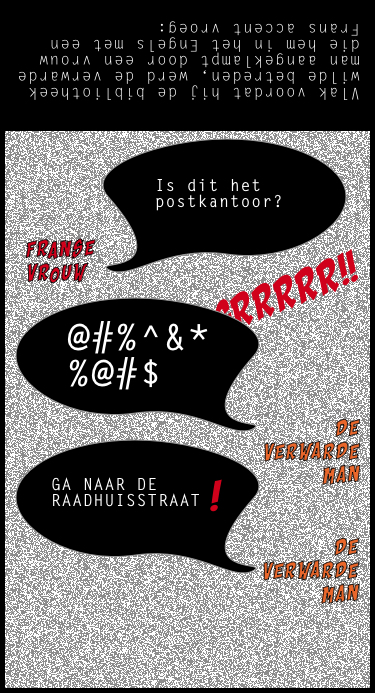 Vlak voordat hij de bibliotheek
wilde betreden, werd de verwarde
man aangeklampt door een vrouw
die hem in het Engels met een
Frans accent vroeg:
Is dit het
postkantoor?
FRANSE
VROUW
RRRRRR!!
@#%^&*
%@#$
DE
VERWARDE
MAN
GA NAAR DE
RAADHUISSTRAAT !
DE
VERWARDE
MAN